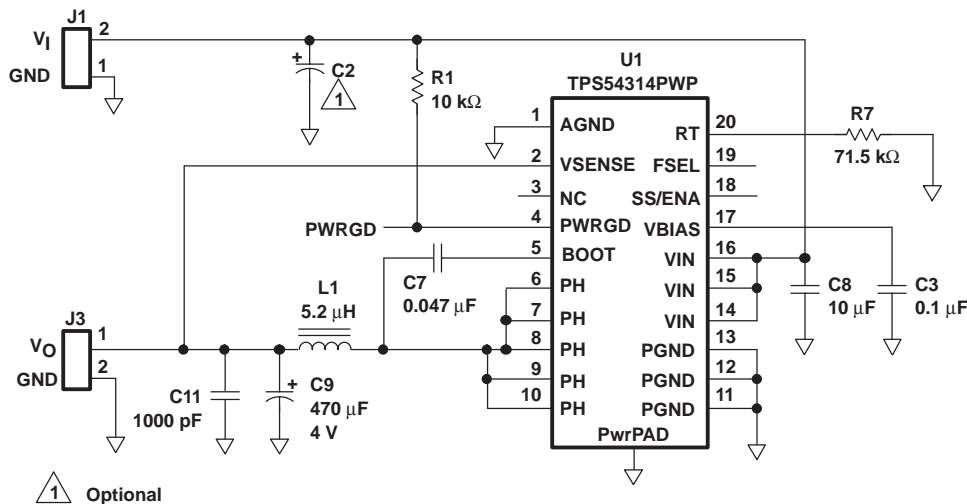 J1
V_I 2
GND 1
C2
1
R1
10 kΩ
U1
TPS54314PWP
1 AGND
2 VSENSE
3 NC
4 PWRGD
5 BOOT
6 PH
7 PH
8 PH
9 PH
10 PH
RT 20
FSEL 19
SS/ENA 18
VBIAS 17
VIN 16
VIN 15
VIN 14
PGND 13
PGND 12
PGND 11
PwrPAD
R7
71.5 kΩ
PWRGD
C7
0.047 μF
L1
5.2 μH
C8
10 μF
C3
0.1 μF
J3
V_O 1
GND 2
C11
1000 pF
C9
470 μF
4 V
1 Optional